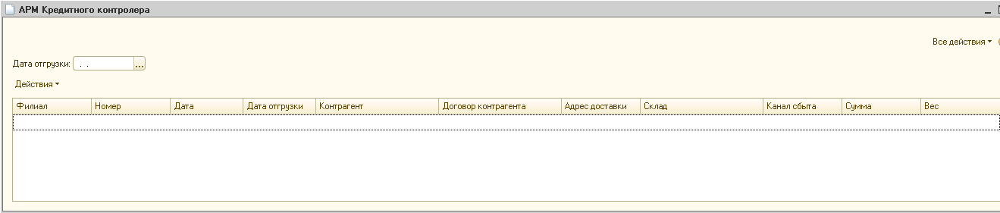 АРМ Кредитного контролера
Все действия
Дата отгрузки: . . ...
Действия
Филиал Номер Дата Дата отгрузки Контрагент Договор контрагента Адрес доставки Склад Канал сбыта Сумма Вес